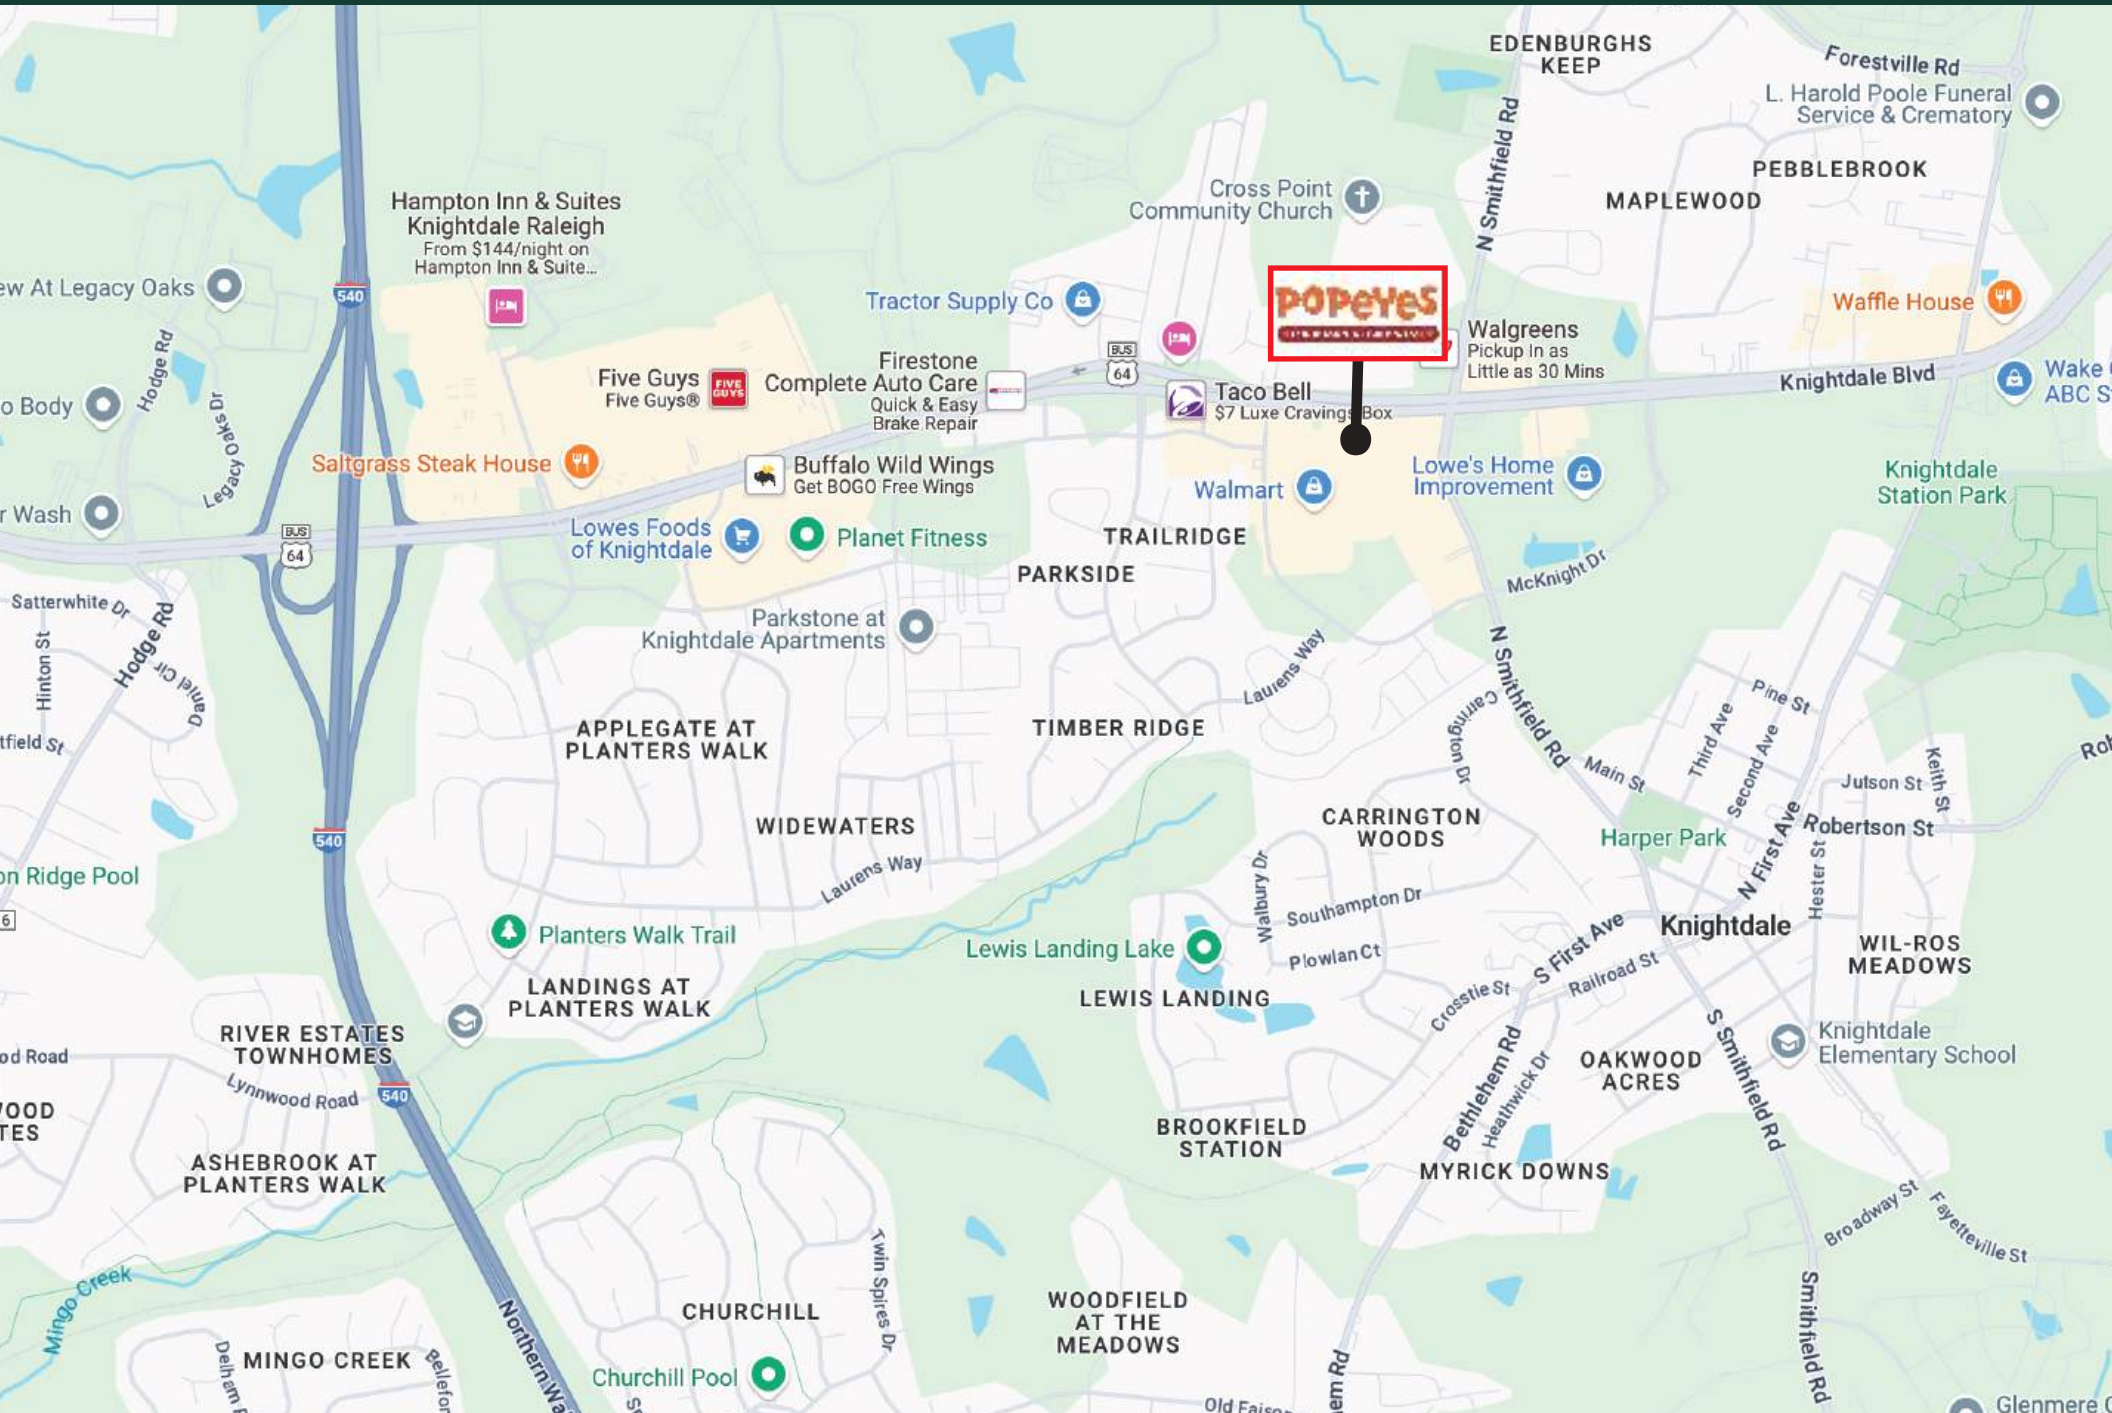 EDENBURGHS
KEEP
Forestville Rd
L. Harold Poole Funeral
Service & Crematory
PEBBLEBROOK
MAPLEWOOD
N Smithfield Rd
Cross Point
Community Church
Hampton Inn & Suites
Knightdale Raleigh
From $144/night on
Hampton Inn & Suite...
ew At Legacy Oaks
540
Tractor Supply Co
POPEYES
Walgreens
Pickup In as
Little as 30 Mins
Waffle House
Hodge Rd
o Body
Legacy Oaks Dr
Five Guys
Five Guys®
FIVE
GUYS
Firestone
Complete Auto Care
Quick & Easy
Brake Repair
BUS
64
Taco Bell
$7 Luxe Cravings Box
Knightdale Blvd
Wake
ABC S
Saltgrass Steak House
Buffalo Wild Wings
Get BOGO Free Wings
Walmart
Lowe's Home
Improvement
Knightdale
Station Park
r Wash
BUS
64
Lowes Foods
of Knightdale
Planet Fitness
TRAILRIDGE
PARKSIDE
McKnight Dr
Satterwhite Dr
Hinton St
Hodge Rd
Daniel Cir
Parkstone at
Knightdale Apartments
Laurens Way
N Smithfield Rd
Pine St
tfield St
APPLEGATE AT
PLANTERS WALK
TIMBER RIDGE
Carrington Dr
Third Ave
Second Ave
Main St
Keith St
Jutson St
Rob
540
WIDEWATERS
Laurens Way
CARRINGTON
WOODS
Harper Park
N First Ave
Robertson St
Hester St
on Ridge Pool
6
Walbury Dr
Southampton Dr
Plowlan Ct
Planters Walk Trail
Lewis Landing Lake
Knightdale
WIL-ROS
MEADOWS
S First Ave
Railroad St
Crosstie St
LANDINGS AT
PLANTERS WALK
LEWIS LANDING
RIVER ESTATES
TOWNHOMES
od Road
Lynnwood Road
540
Bethlehem Rd
Heathwick Dr
OAKWOOD
ACRES
S Smithfield Rd
Knightdale
Elementary School
OOD
TES
ASHEBROOK AT
PLANTERS WALK
BROOKFIELD
STATION
MYRICK DOWNS
Broadway St
Fayetteville St
Mingo Creek
Twin Spires Dr
CHURCHILL
WOODFIELD
AT THE
MEADOWS
Smithfield Rd
Northern Wa
MINGO CREEK
Delham
Bellefor
Churchill Pool
hem Rd
Old Faiso
Glenmere